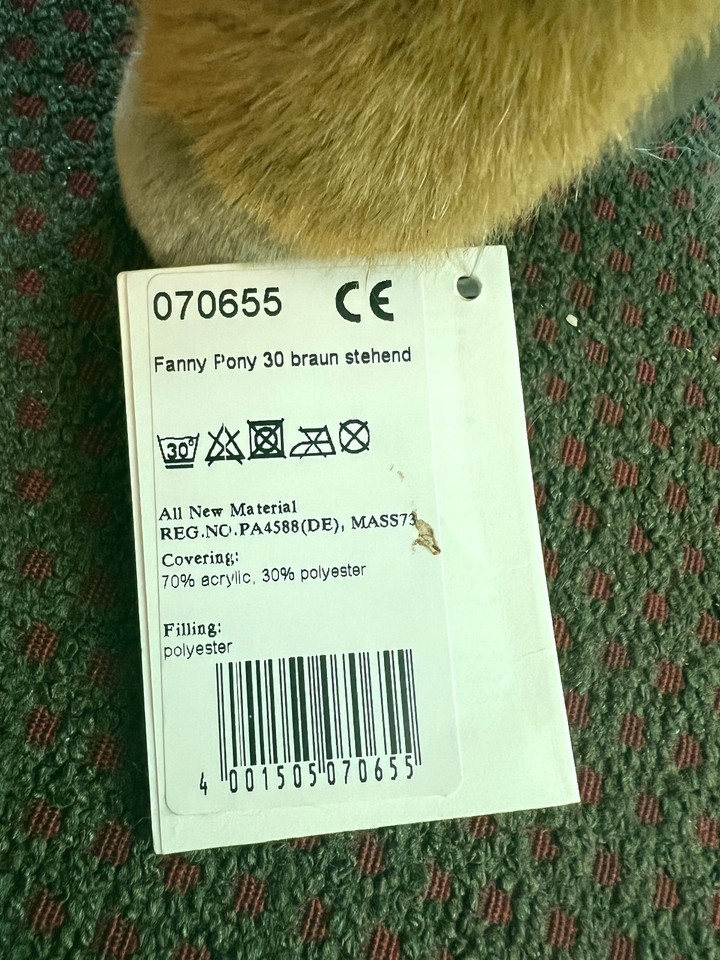 070655 CE
Fanny Pony 30 braun stehend
30°
All New Material
REG.NO.PA4588(DE), MASS73
Covering:
70% acrylic, 30% polyester
Filling:
polyester
4 001505 070655